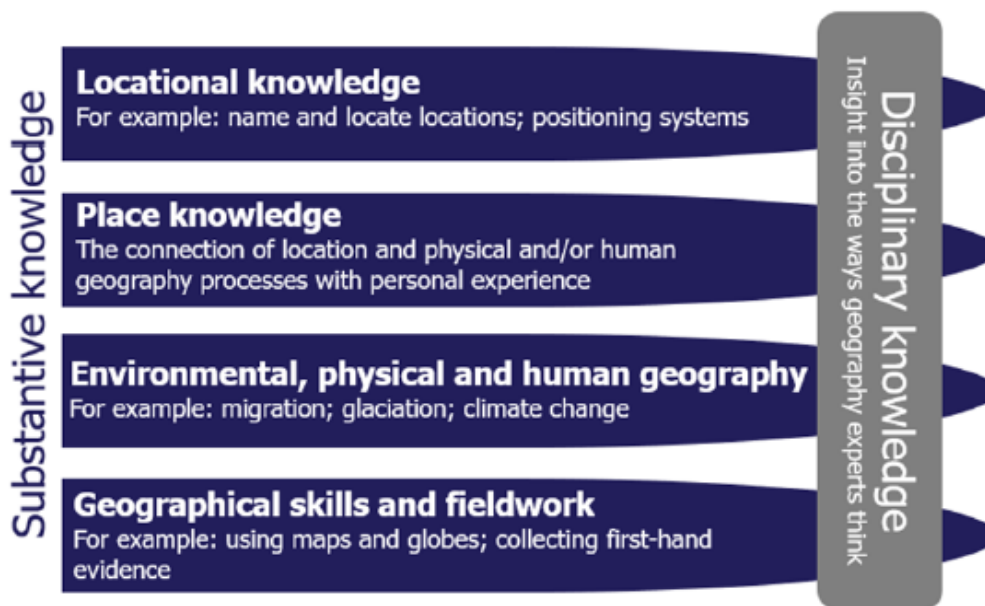 Substantive knowledge
Locational knowledge
For example: name and locate locations; positioning systems
Place knowledge
The connection of location and physical and/or human
geography processes with personal experience
Environmental, physical and human geography
For example: migration; glaciation; climate change
Geographical skills and fieldwork
For example: using maps and globes; collecting first-hand
evidence
Disciplinary knowledge
Insight into the ways geography experts think